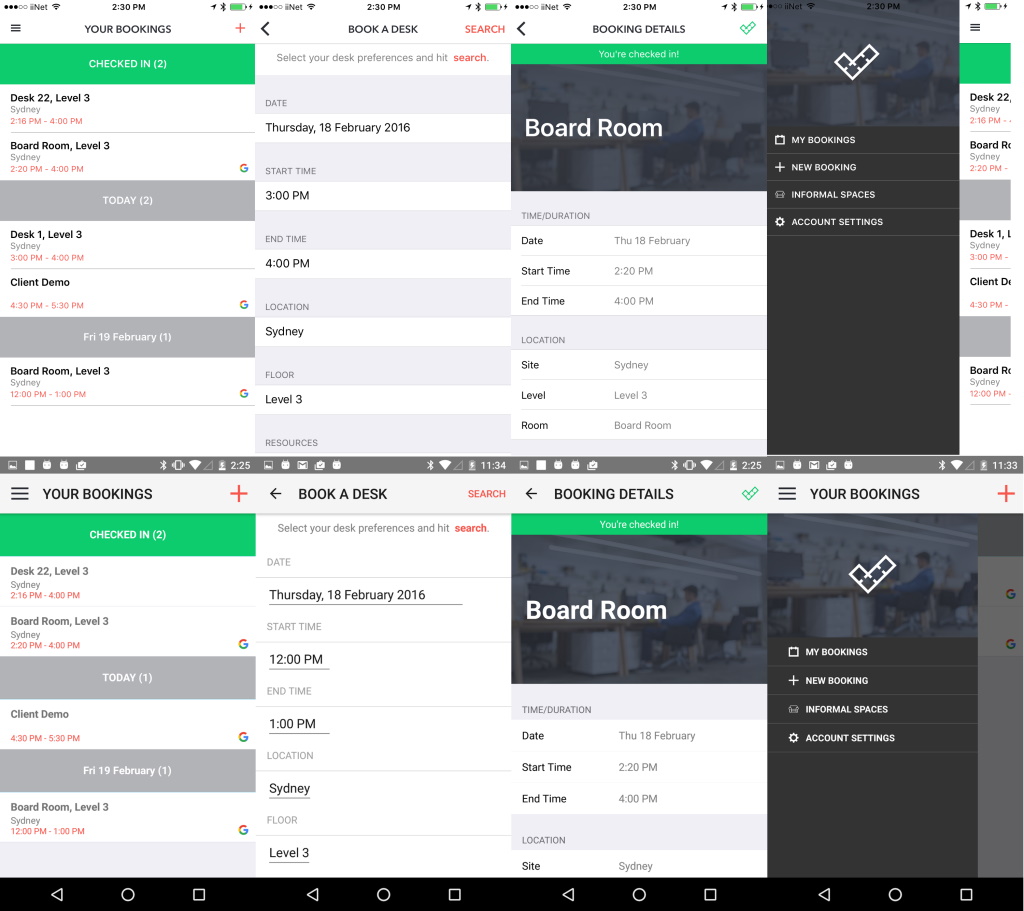 iiNet 2:30 PM
YOUR BOOKINGS
CHECKED IN (2)
Desk 22, Level 3
Sydney
2:16 PM - 4:00 PM
Board Room, Level 3
Sydney
2:20 PM - 4:00 PM
TODAY (2)
Desk 1, Level 3
Sydney
3:00 PM - 4:00 PM
Client Demo
4:30 PM - 5:30 PM
Fri 19 February (1)
Board Room, Level 3
Sydney
12:00 PM - 1:00 PM
iiNet 2:30 PM
BOOK A DESK SEARCH
Select your desk preferences and hit search.
DATE
Thursday, 18 February 2016
START TIME
3:00 PM
END TIME
4:00 PM
LOCATION
Sydney
FLOOR
Level 3
RESOURCES
iiNet 2:30 PM
BOOKING DETAILS
You're checked in!
Board Room
TIME/DURATION
Date Thu 18 February
Start Time 2:20 PM
End Time 4:00 PM
LOCATION
Site Sydney
Level Level 3
Room Board Room
iiNet 2:30 PM
MY BOOKINGS
NEW BOOKING
INFORMAL SPACES
ACCOUNT SETTINGS
Desk 22,
Sydney
2:16 PM -
Board Ro
Sydney
2:20 PM -
Desk 1, L
Sydney
3:00 PM -
Client De
4:30 PM -
Board Ro
Sydney
12:00 PM
2:25
YOUR BOOKINGS
CHECKED IN (2)
Desk 22, Level 3
Sydney
2:16 PM - 4:00 PM
Board Room, Level 3
Sydney
2:20 PM - 4:00 PM
TODAY (1)
Client Demo
4:30 PM - 5:30 PM
Fri 19 February (1)
Board Room, Level 3
Sydney
12:00 PM - 1:00 PM
11:34
BOOK A DESK SEARCH
Select your desk preferences and hit search.
DATE
Thursday, 18 February 2016
START TIME
12:00 PM
END TIME
1:00 PM
LOCATION
Sydney
FLOOR
Level 3
2:25
BOOKING DETAILS
You're checked in!
Board Room
TIME/DURATION
Date Thu 18 February
Start Time 2:20 PM
End Time 4:00 PM
LOCATION
Site Sydney
11:33
YOUR BOOKINGS
MY BOOKINGS
NEW BOOKING
INFORMAL SPACES
ACCOUNT SETTINGS